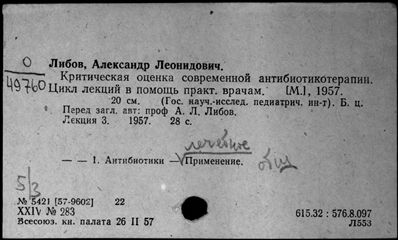 О
49760
Либов, Александр Леонидович.
Критическая оценка современной антибиотикотерапии.
Цикл лекций в помощь практ. врачам. [М.], 1957.
20 см. (Гос. науч.-исслед. педиатрич. ин-т). Б. ц.
Перед загл. авт: проф А. Л. Либов.
Лекция 3. 1957. 28 с.
лечебное
— — 1. Антибиотики — Применение.
общ
5/3
№ 5421 [57-9602] 22
XXIV № 283
615.32 : 576.8.097
Всесоюз. кн. палата 26 II 57
Л553